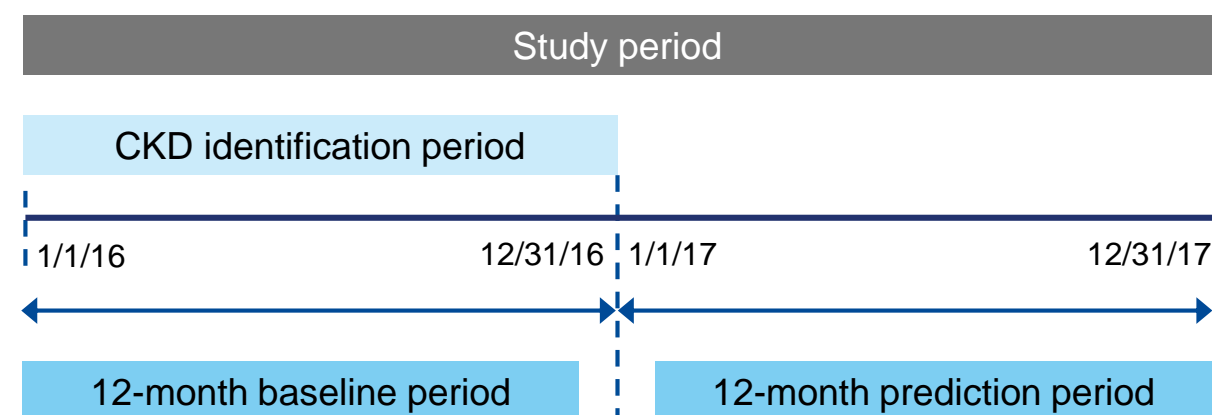 Study period
CKD identification period
1/1/16 12/31/16 1/1/17 12/31/17
12-month baseline period 12-month prediction period